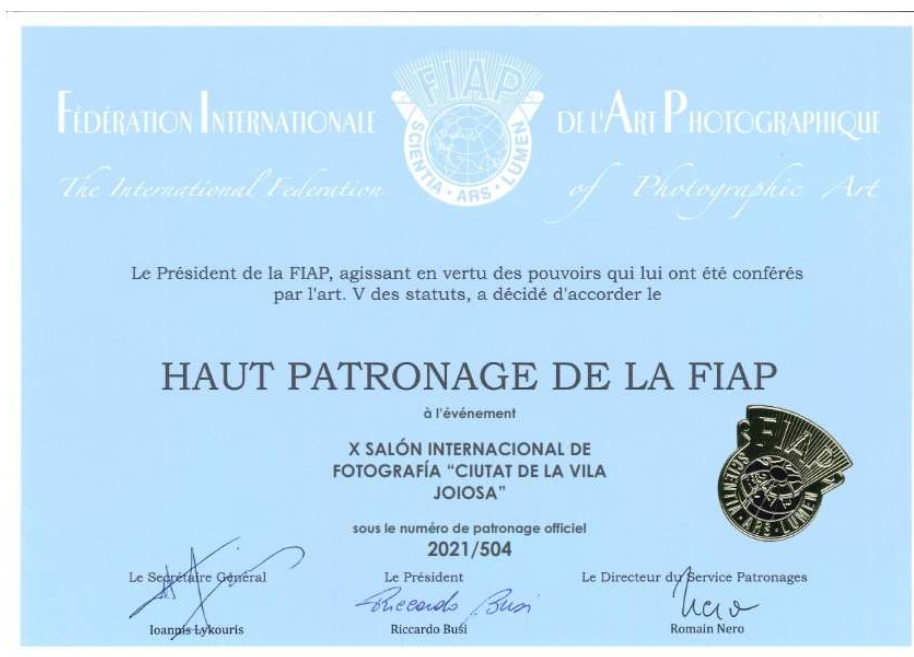 FÉDÉRATION INTERNATIONALE DE L'ART PHOTOGRAPHIQUE
The International Federation of Photographic Art
FIAP
SCIENTIA · ARS · LUMEN
Le Président de la FIAP, agissant en vertu des pouvoirs qui lui ont été conférés
par l'art. V des statuts, a décidé d'accorder le
HAUT PATRONAGE DE LA FIAP
à l'événement
X SALÓN INTERNACIONAL DE
FOTOGRAFÍA “CIUTAT DE LA VILA
JOIOSA”
FIAP
SCIENTIA · ARS · LUMEN
sous le numéro de patronage officiel
2021/504
Le Secrétaire Général Le Président Le Directeur du Service Patronages
Riccardo Busi Nero
Ioannis Lykouris Riccardo Busi Romain Nero